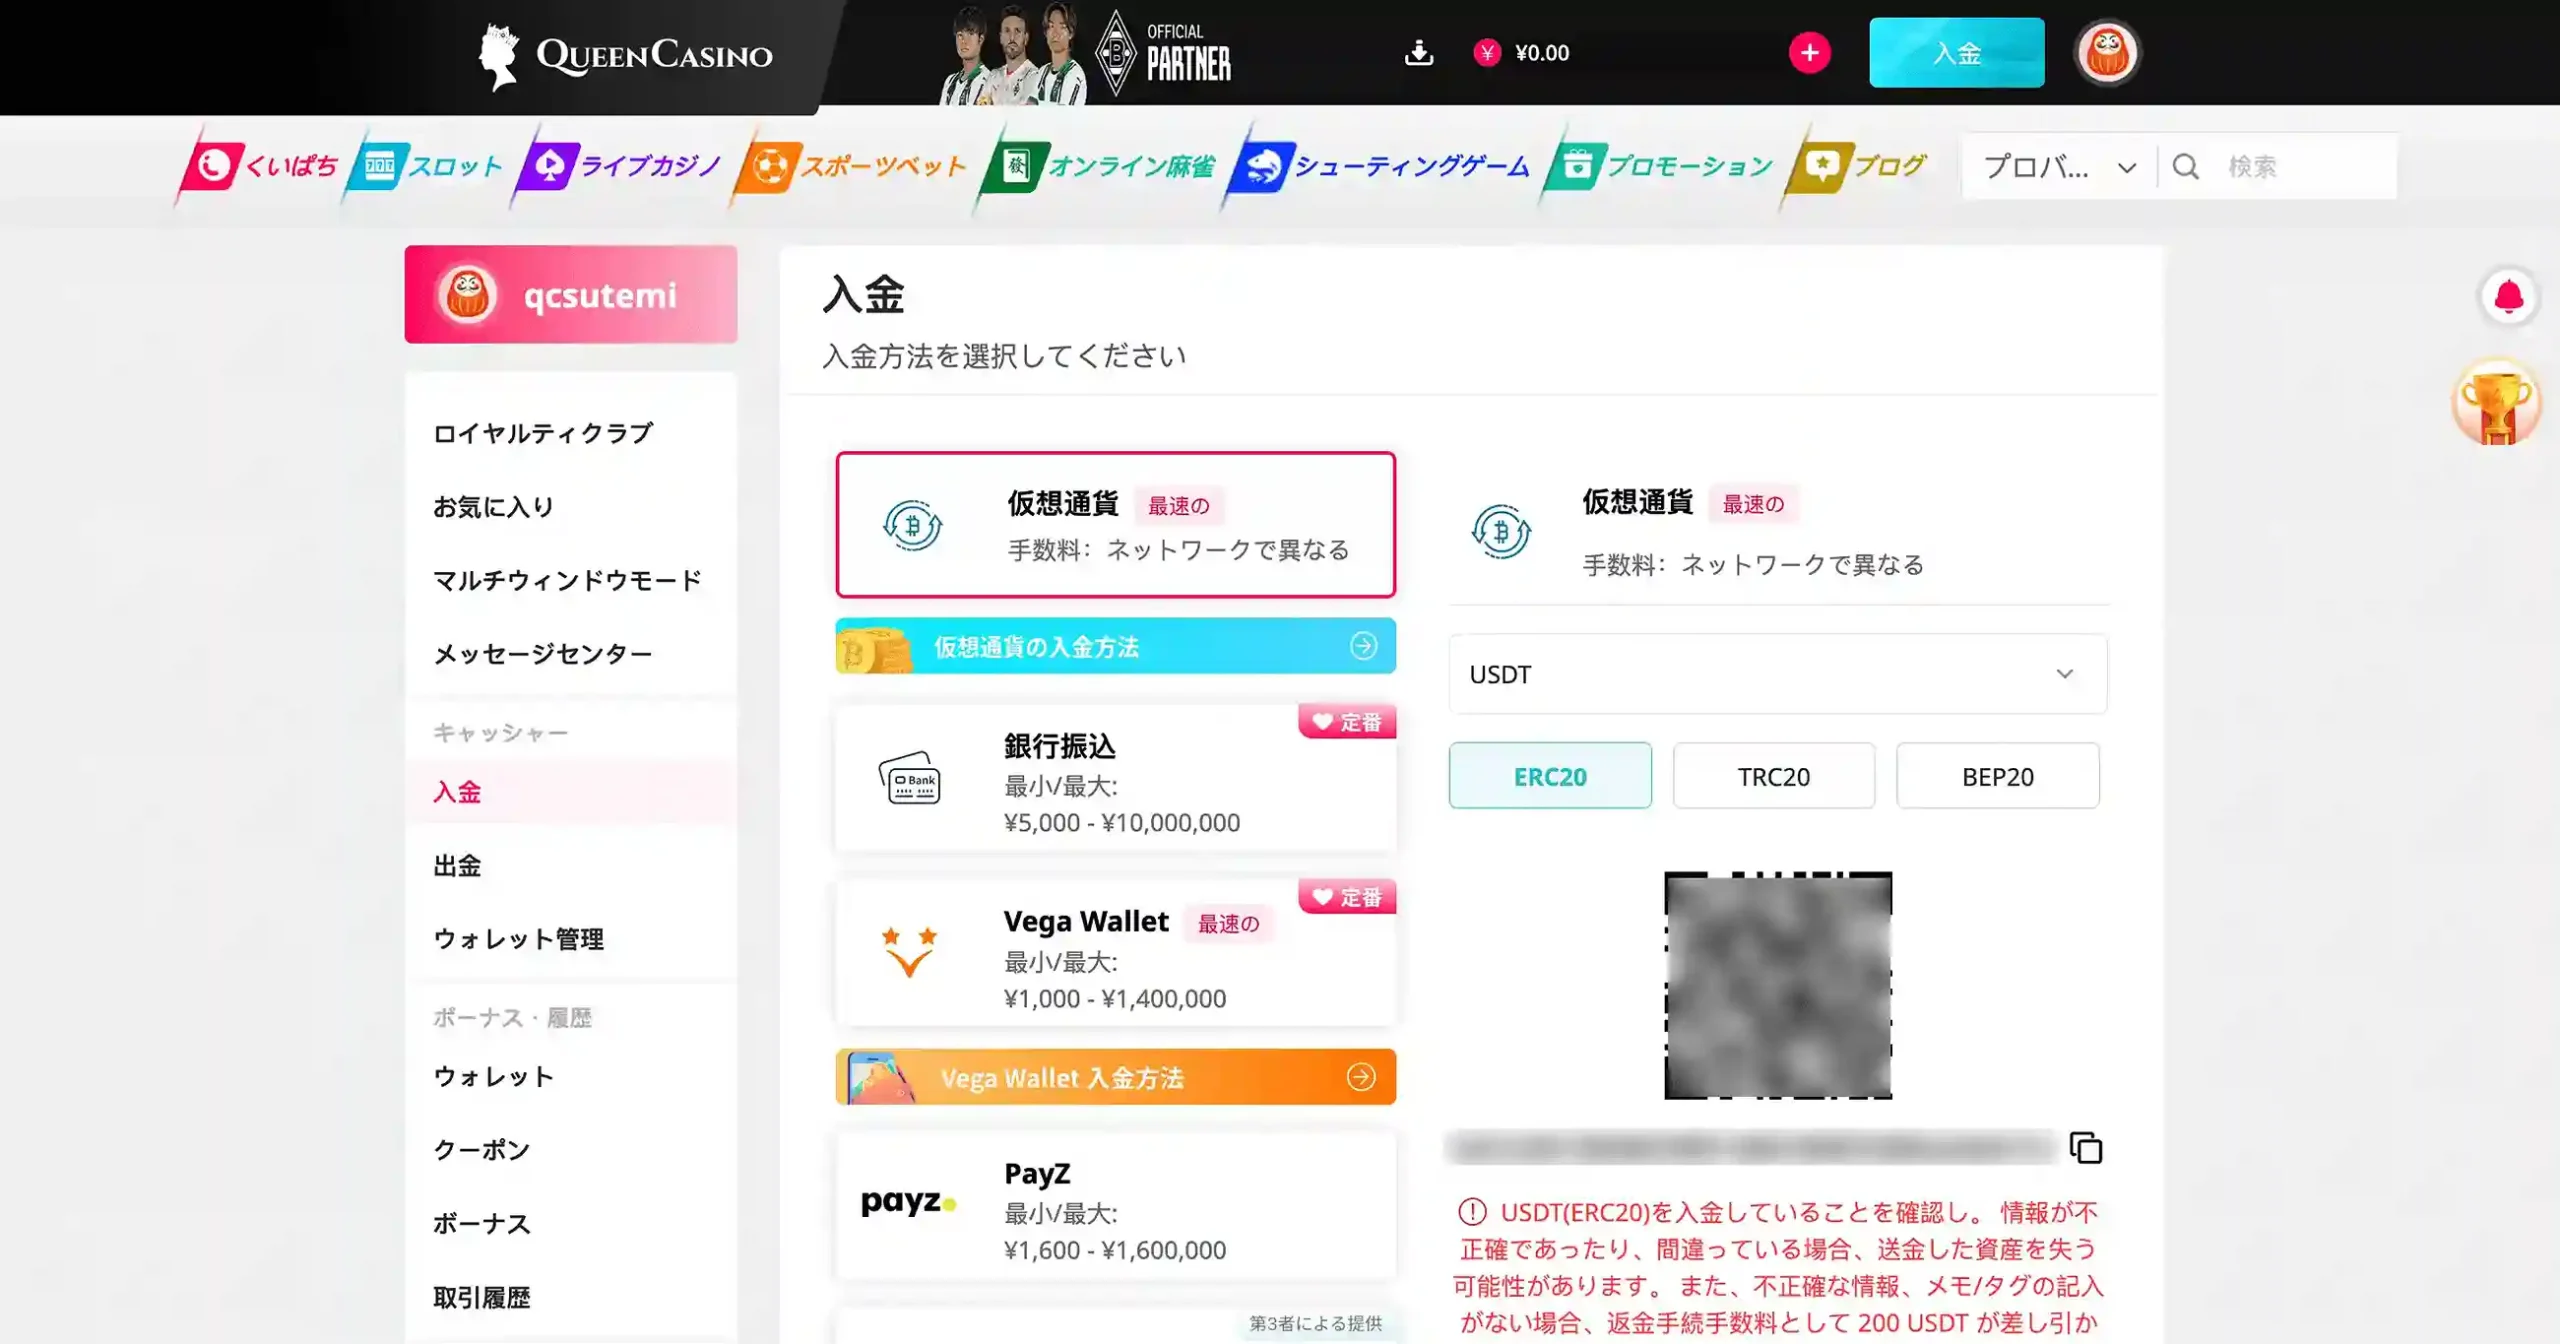 QUEENCASINO
OFFICIAL
PARTNER
¥ ¥0.00
入金
くいぱち
スロット
ライブカジノ
スポーツベット
發
オンライン麻雀
シューティングゲーム
プロモーション
ブログ
プロバ...
検索
qcsutemi
ロイヤルティクラブ
お気に入り
マルチウィンドウモード
メッセージセンター
キャッシャー
入金
出金
ウォレット管理
ボーナス・履歴
ウォレット
クーポン
ボーナス
取引履歴
入金
入金方法を選択してください
仮想通貨 最速の
手数料: ネットワークで異なる
仮想通貨の入金方法
定番
Bank
銀行振込
最小/最大:
¥5,000 - ¥10,000,000
定番
Vega Wallet 最速の
最小/最大:
¥1,000 - ¥1,400,000
Vega Wallet 入金方法
payz
PayZ
最小/最大:
¥1,600 - ¥1,600,000
第3者による提供
仮想通貨 最速の
手数料: ネットワークで異なる
USDT
ERC20
TRC20
BEP20
USDT(ERC20)を入金していることを確認し。 情報が不
正確であったり、間違っている場合、送金した資産を失う
可能性があります。 また、不正確な情報、メモ/タグの記入
がない場合、返金手続手数料として 200 USDT が差し引か